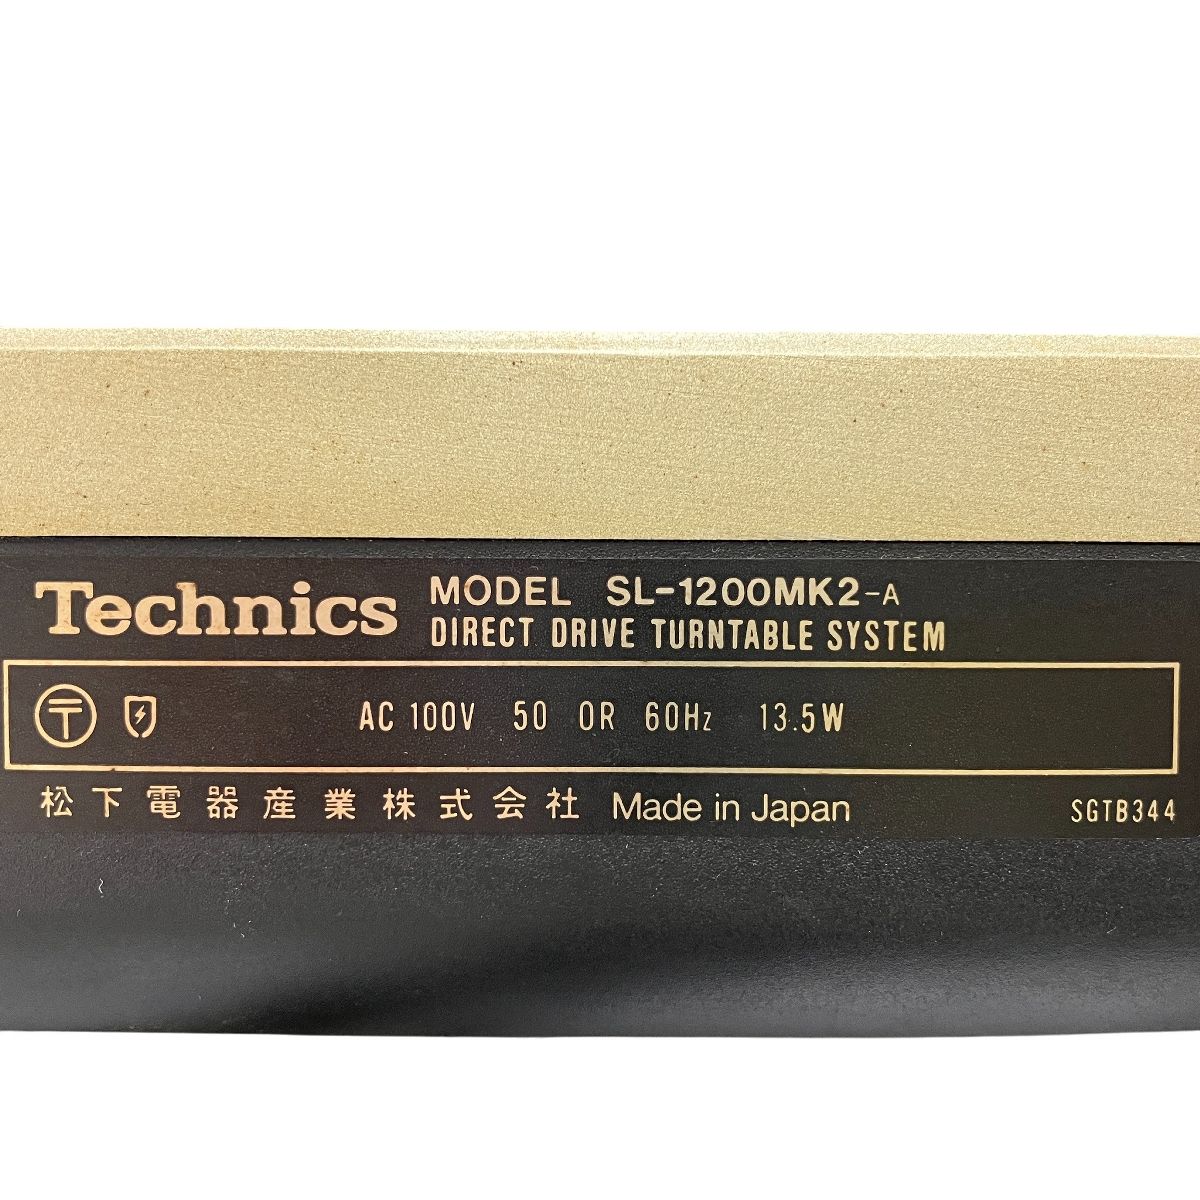 Technics MODEL SL-1200MK2-A
DIRECT DRIVE TURNTABLE SYSTEM
〒 AC 100V 50 OR 60Hz 13.5W
松下電器産業株式会社 Made in Japan SGTB344